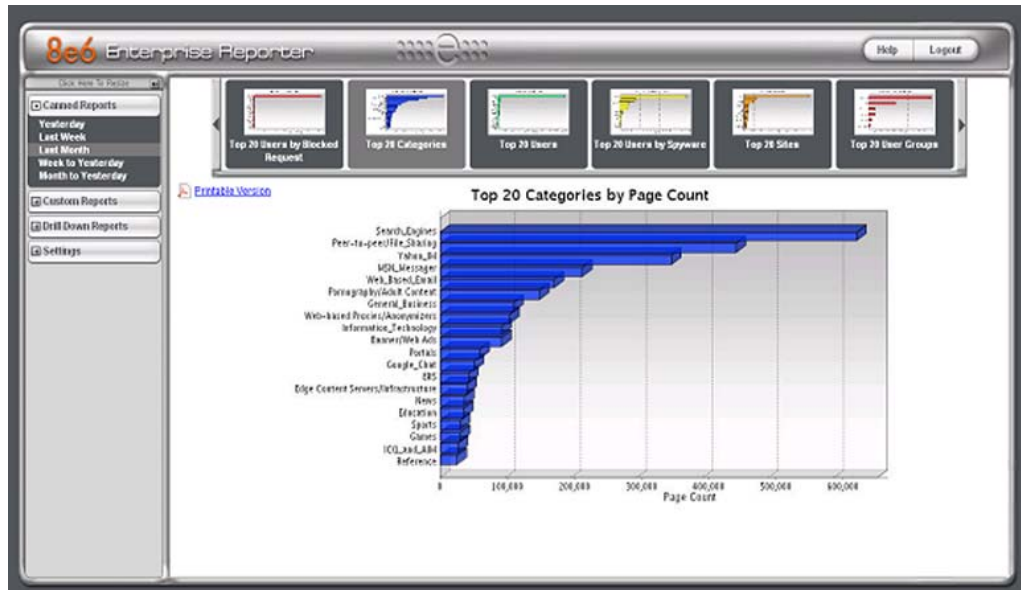 8e6 Enterprise Reporter
Help
Logout
Click Here To Resize
Canned Reports
Yesterday
Last Week
Last Month
Week to Yesterday
Month to Yesterday
Custom Reports
Drill Down Reports
Settings
Top 20 Users by Blocked
Request
Top 20 Categories
Top 20 Users
Top 20 Users by Spyware
Top 20 Sites
Top 20 User Groups
Printable Version
Top 20 Categories by Page Count
Search_Engines
Peer-to-peer/File_Sharing
Yahoo_IM
MSN_Messager
Web_Based_Email
Pornography/Adult Content
General_Business
Web-based Proxies/Anonymizers
Information_Technology
Banner/Web Ads
Portals
Google_Chat
Edge Content Servers/Infrastructure
News
Education
Sports
Games
ICQ_and_AIM
Reference
0
100,000
200,000
300,000
400,000
500,000
600,000
Page Count